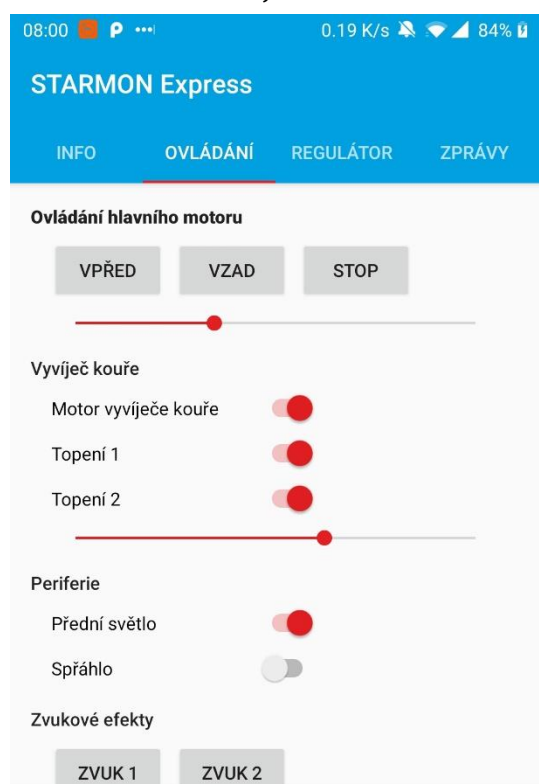 08:00 0.19 K/s 84%
STARMON Express
INFO OVLÁDÁNÍ REGULÁTOR ZPRÁVY
Ovládání hlavního motoru
VPŘED VZAD STOP
Vyvíječ kouře
Motor vyvíječe kouře
Topení 1
Topení 2
Periferie
Přední světlo
Spřáhlo
Zvukové efekty
ZVUK 1 ZVUK 2